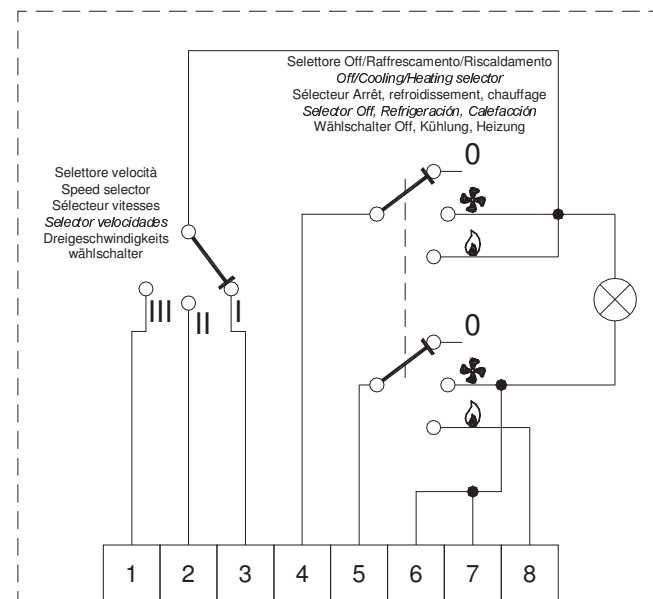 Selettore Off/Raffrescamento/Riscaldamento
Off/Cooling/Heating selector
Sélecteur Arrêt, refroidissement, chauffage
Selector Off, Refrigeración, Calefacción
Wählschalter Off, Kühlung, Heizung
0
Selettore velocità
Speed selector
Sélecteur vitesses
Selector velocidades
Dreigeschwindigkeits
wählschalter
III
II
I
0
1 2 3 4 5 6 7 8